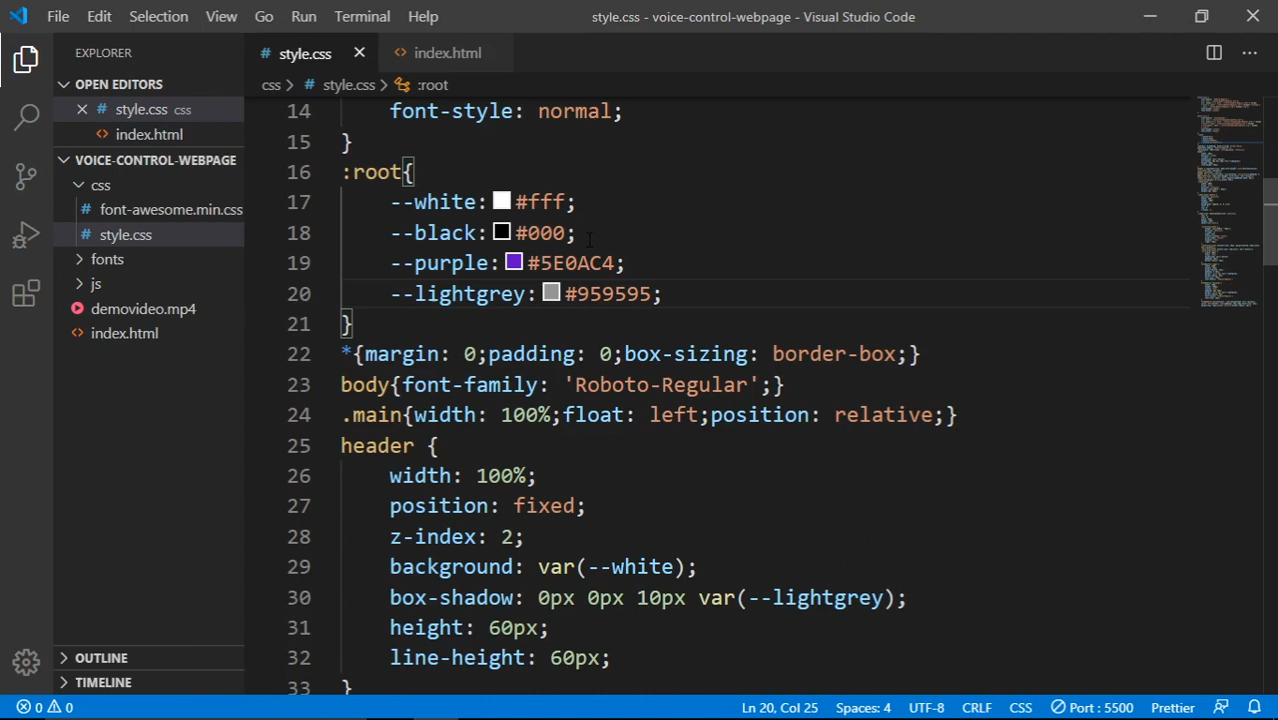 File Edit Selection View Go Run Terminal Help style.css - voice-control-webpage - Visual Studio Code
EXPLORER
OPEN EDITORS
style.css css
index.html
VOICE-CONTROL-WEBPAGE
css
font-awesome.min.css
style.css
fonts
js
demovideo.mp4
index.html
OUTLINE
TIMELINE
style.css index.html
css style.css :root
14 font-style: normal;
15 }
16 :root{
17 --white: #fff;
18 --black: #000;
19 --purple: #5E0AC4;
20 --lightgrey: #959595;
21 }
22 *{margin: 0;padding: 0;box-sizing: border-box;}
23 body{font-family: 'Roboto-Regular';}
24 .main{width: 100%;float: left;position: relative;}
25 header {
26 width: 100%;
27 position: fixed;
28 z-index: 2;
29 background: var(--white);
30 box-shadow: 0px 0px 10px var(--lightgrey);
31 height: 60px;
32 line-height: 60px;
33 }
0 0 Ln 20, Col 25 Spaces: 4 UTF-8 CRLF CSS Port : 5500 Prettier